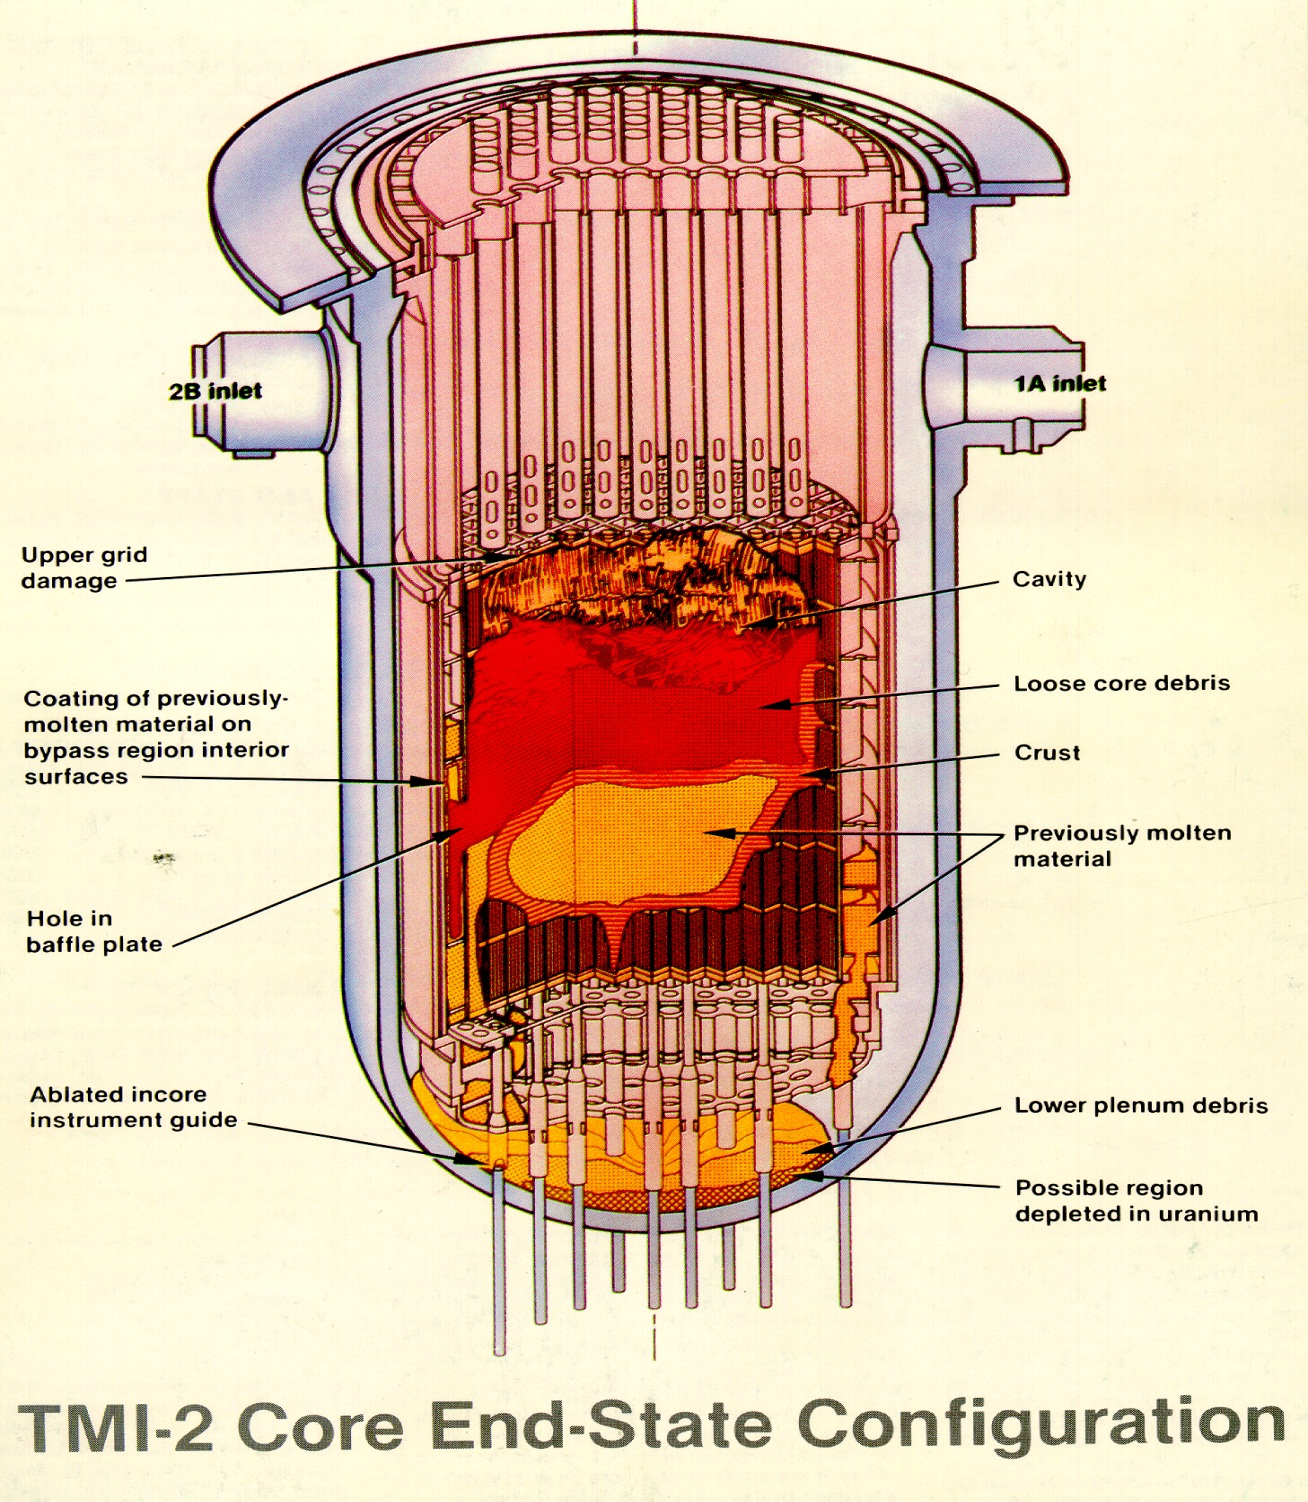 2B inlet
1A inlet
Upper grid
damage
Coating of previously-
molten material on
bypass region interior
surfaces
Hole in
baffle plate
Ablated incore
instrument guide
Cavity
Loose core debris
Crust
Previously molten
material
Lower plenum debris
Possible region
depleted in uranium
TMI-2 Core End-State Configuration